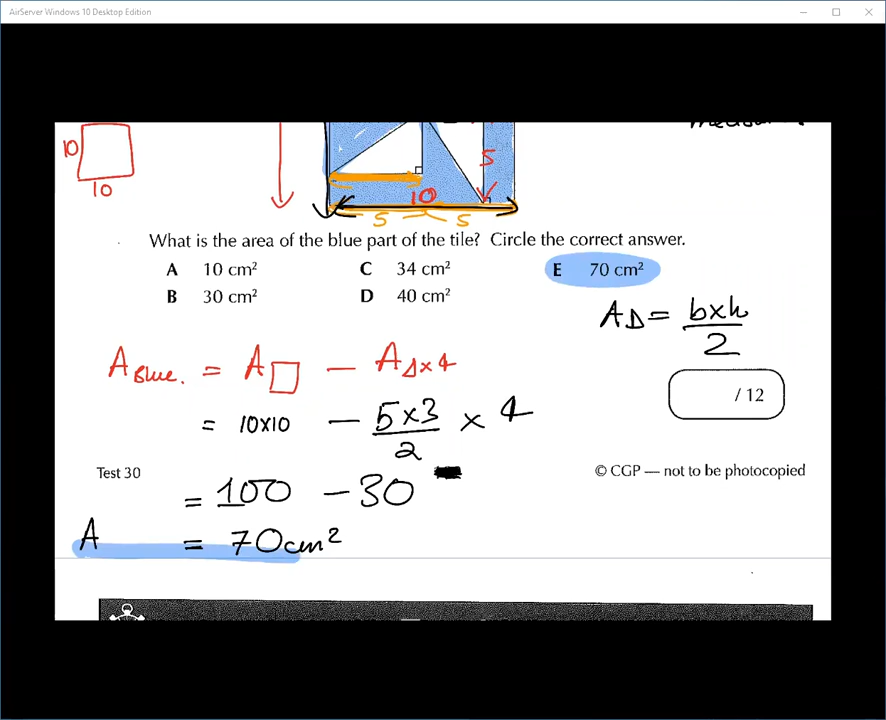 AirServer Windows 10 Desktop Edition
10
10
5
10
5 5
What is the area of the blue part of the tile? Circle the correct answer.
A 10 cm² C 34 cm² E 70 cm²
B 30 cm² D 40 cm²
A△ = b×h/2
A Blue. = A□ − A△×4
= 10×10 − 5×3/2 × 4
/ 12
Test 30
© CGP — not to be photocopied
= 100 − 30
A = 70cm²